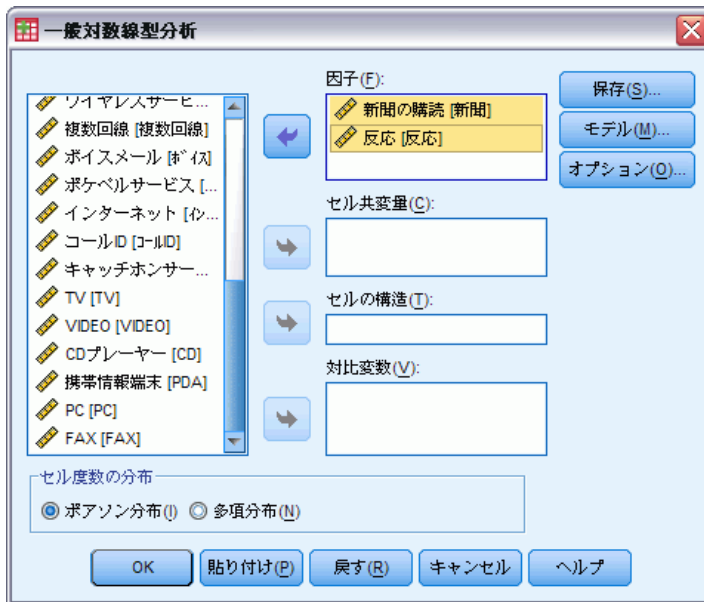 一般対数線型分析
ワイヤレスサービ...
複数回線 [複数回線]
ボイスメール [ﾎﾞｲｽ]
ポケベルサービス [...
インターネット [ｲﾝ...
コールID [ｺｰﾙID]
キャッチホンサー...
TV [TV]
VIDEO [VIDEO]
CDプレーヤー [CD]
携帯情報端末 [PDA]
PC [PC]
FAX [FAX]
因子(F):
新聞の購読 [新聞]
反応 [反応]
セル共変量(C):
セルの構造(T):
対比変数(V):
保存(S)...
モデル(M)...
オプション(O)...
セル度数の分布
ポアソン分布(I) 多項分布(N)
OK 貼り付け(P) 戻す(R) キャンセル ヘルプ